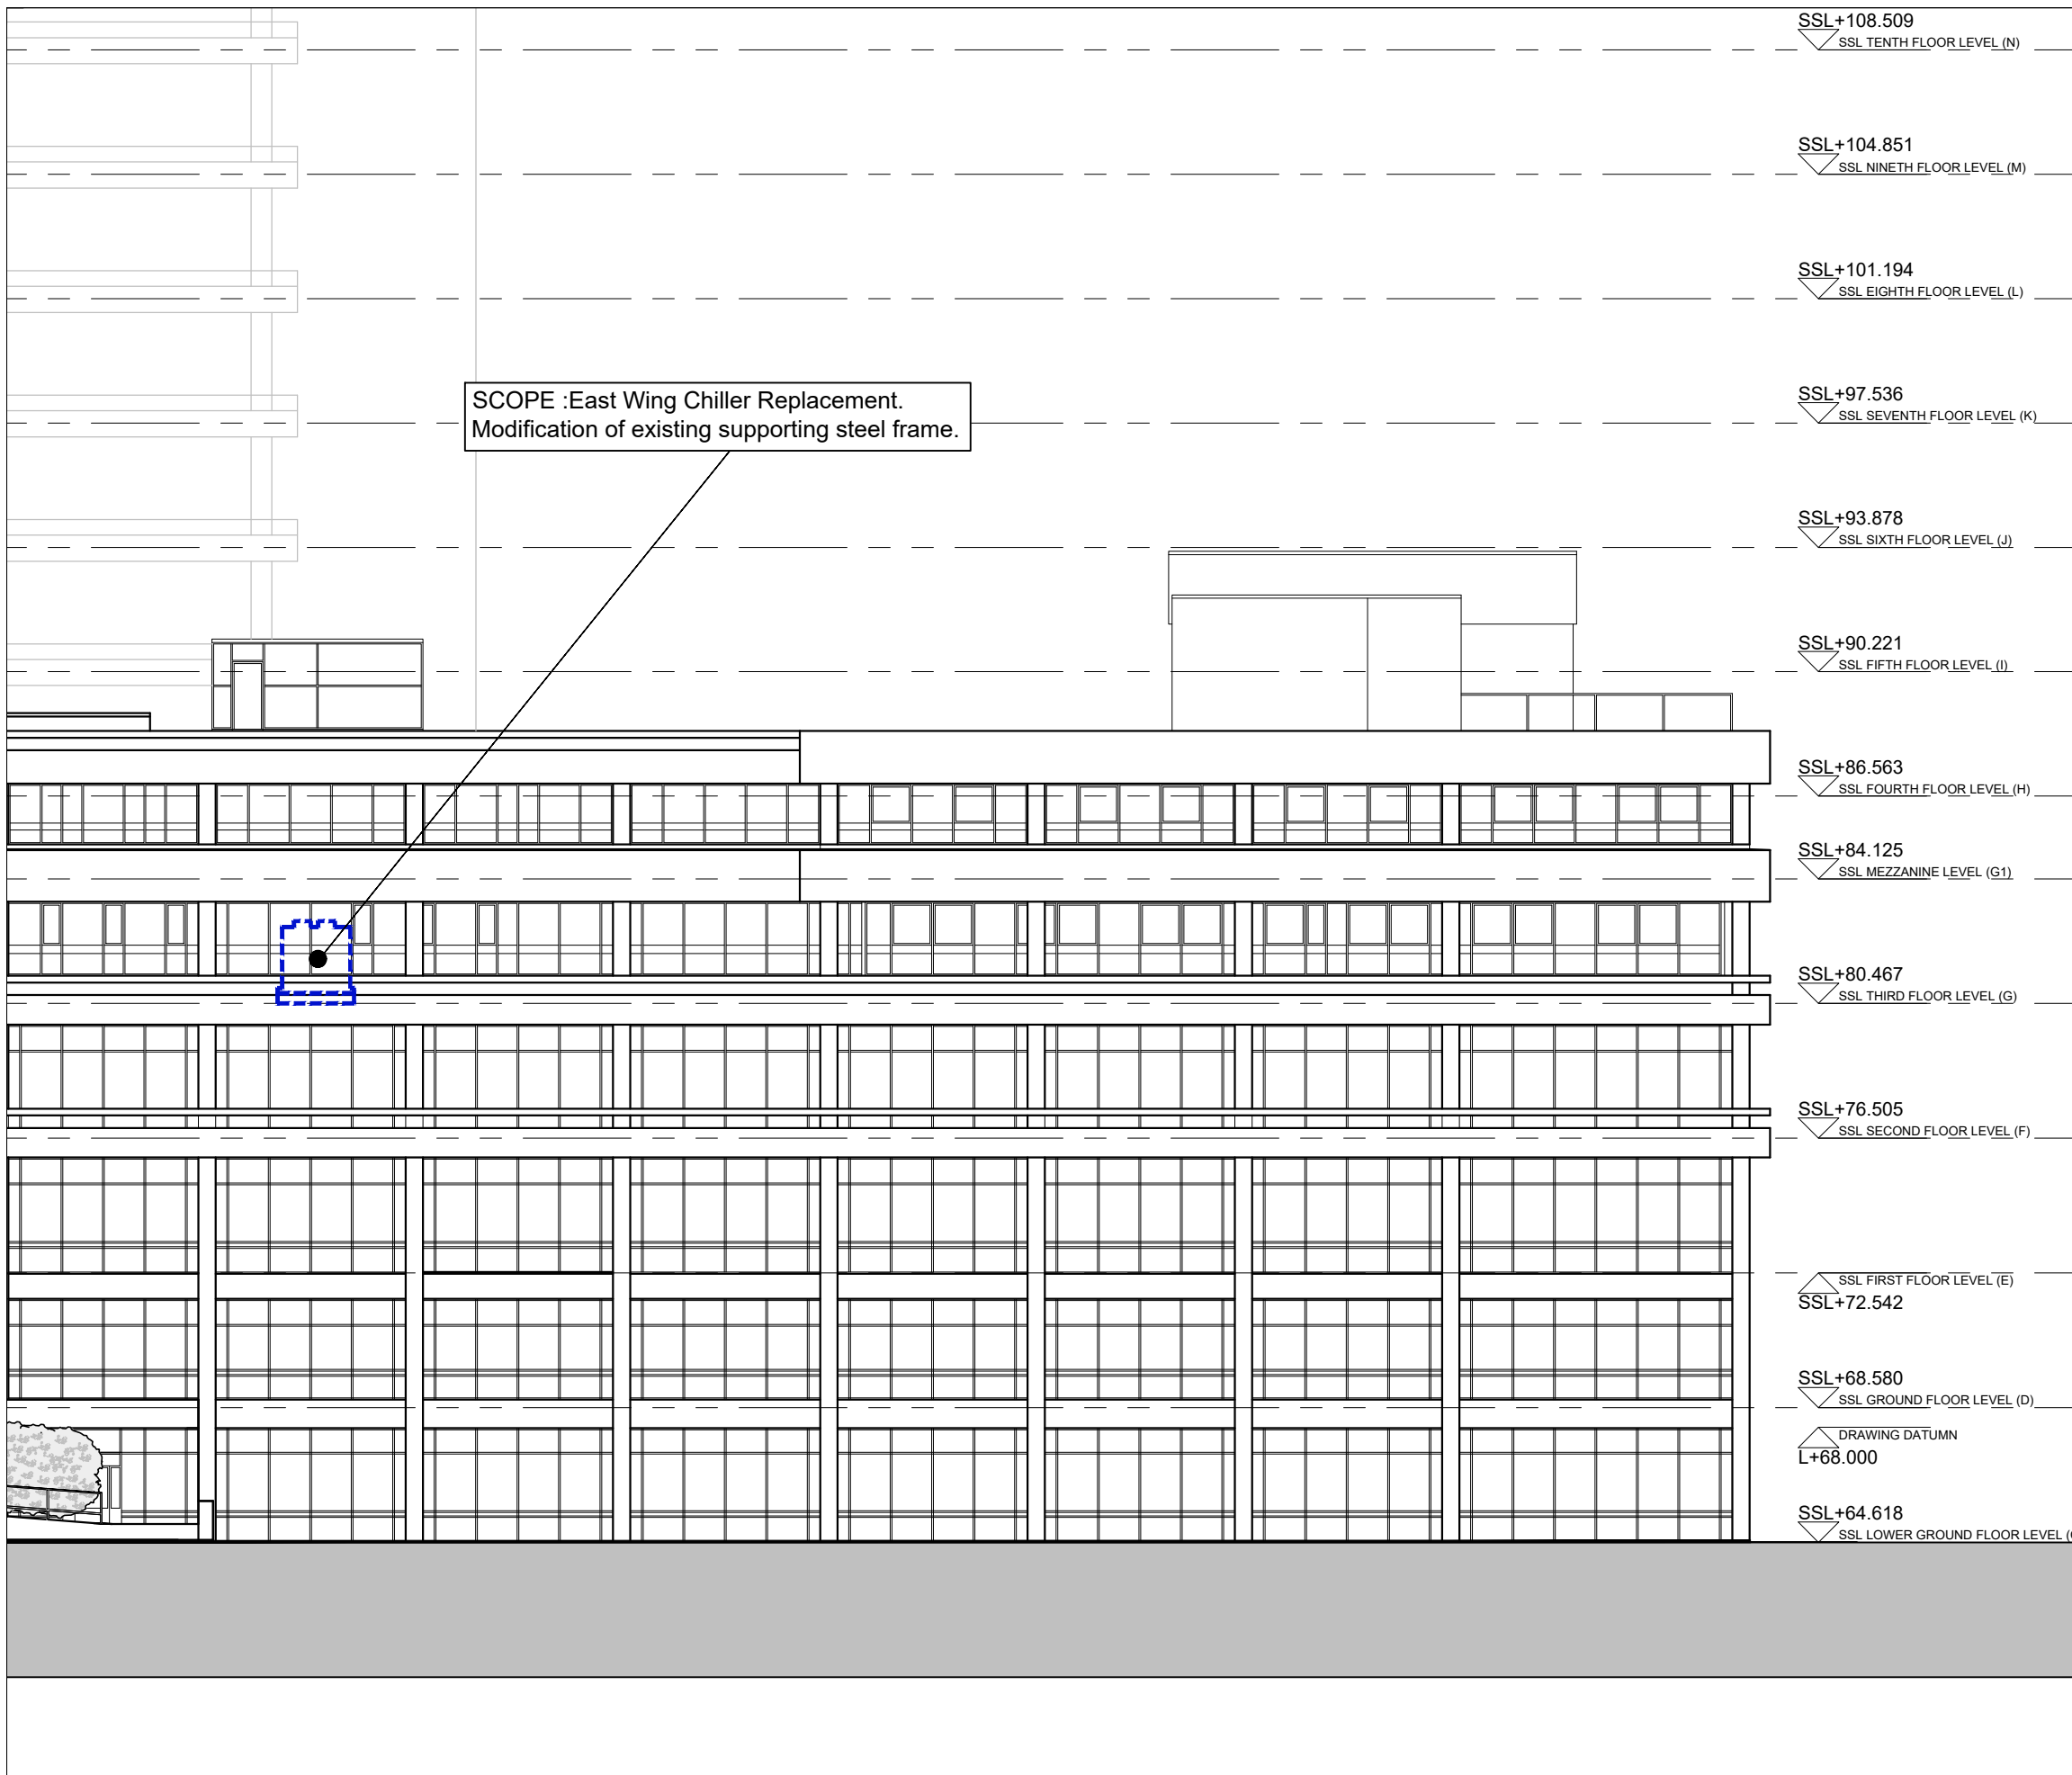 SSL+108.509
SSL TENTH FLOOR LEVEL (N)
SSL+104.851
SSL NINETH FLOOR LEVEL (M)
SSL+101.194
SSL EIGHTH FLOOR LEVEL (L)
SCOPE :East Wing Chiller Replacement.
Modification of existing supporting steel frame.
SSL+97.536
SSL SEVENTH FLOOR LEVEL (K)
SSL+93.878
SSL SIXTH FLOOR LEVEL (J)
SSL+90.221
SSL FIFTH FLOOR LEVEL (I)
SSL+86.563
SSL FOURTH FLOOR LEVEL (H)
SSL+84.125
SSL MEZZANINE LEVEL (G1)
SSL+80.467
SSL THIRD FLOOR LEVEL (G)
SSL+76.505
SSL SECOND FLOOR LEVEL (F)
SSL FIRST FLOOR LEVEL (E)
SSL+72.542
SSL+68.580
SSL GROUND FLOOR LEVEL (D)
DRAWING DATUMN
L+68.000
SSL+64.618
SSL LOWER GROUND FLOOR LEVEL